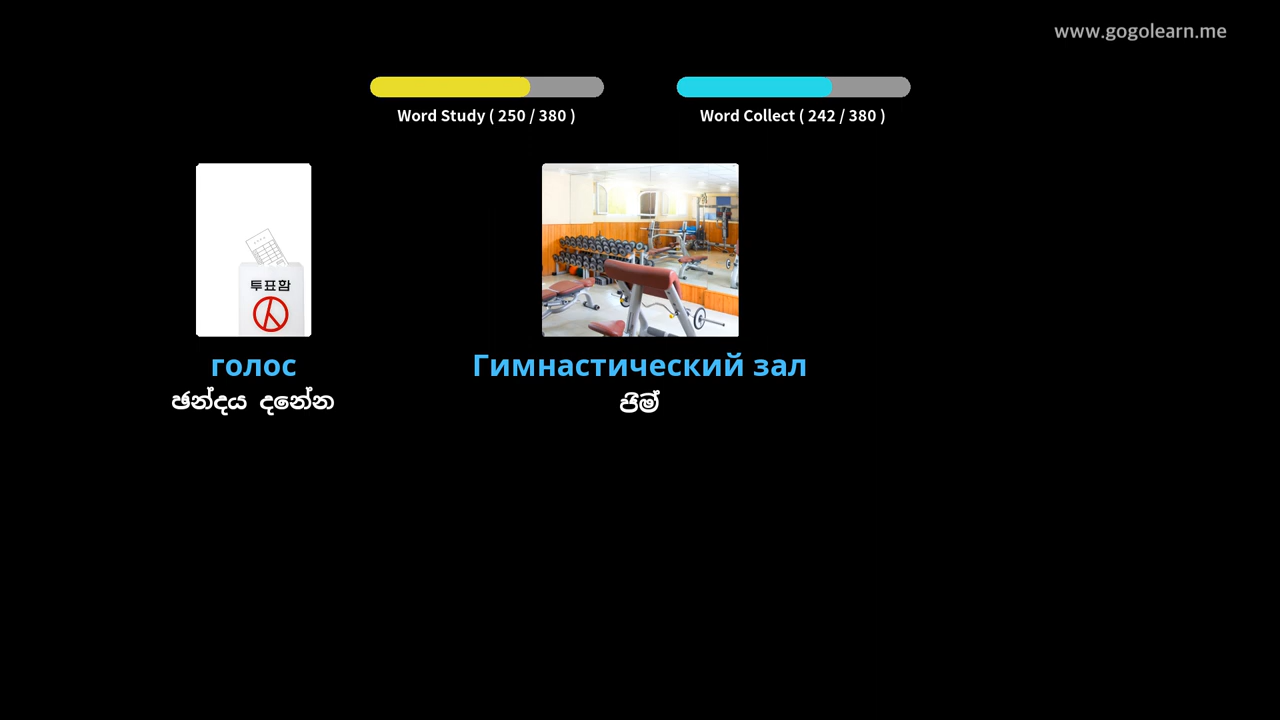 www.gogolearn.me
Word Study ( 250 / 380 )
Word Collect ( 242 / 380 )
투표함
голос
ඡන්දය දනේන
Гимнастический зал
ජිම්